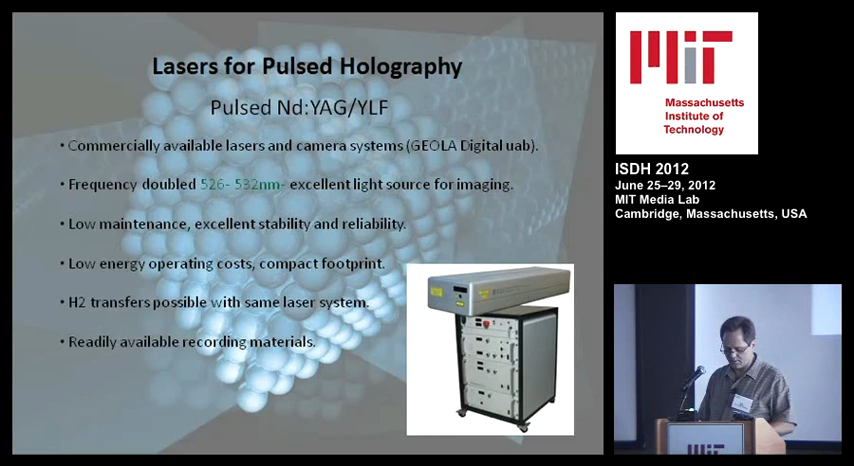 Lasers for Pulsed Holography
Pulsed Nd:YAG/YLF
• Commercially available lasers and camera systems (GEOLA Digital uab).
• Frequency doubled 526- 532nm- excellent light source for imaging.
• Low maintenance, excellent stability and reliability.
• Low energy operating costs, compact footprint.
• H2 transfers possible with same laser system.
• Readily available recording materials.
Massachusetts
Institute of
Technology
ISDH 2012
June 25–29, 2012
MIT Media Lab
Cambridge, Massachusetts, USA